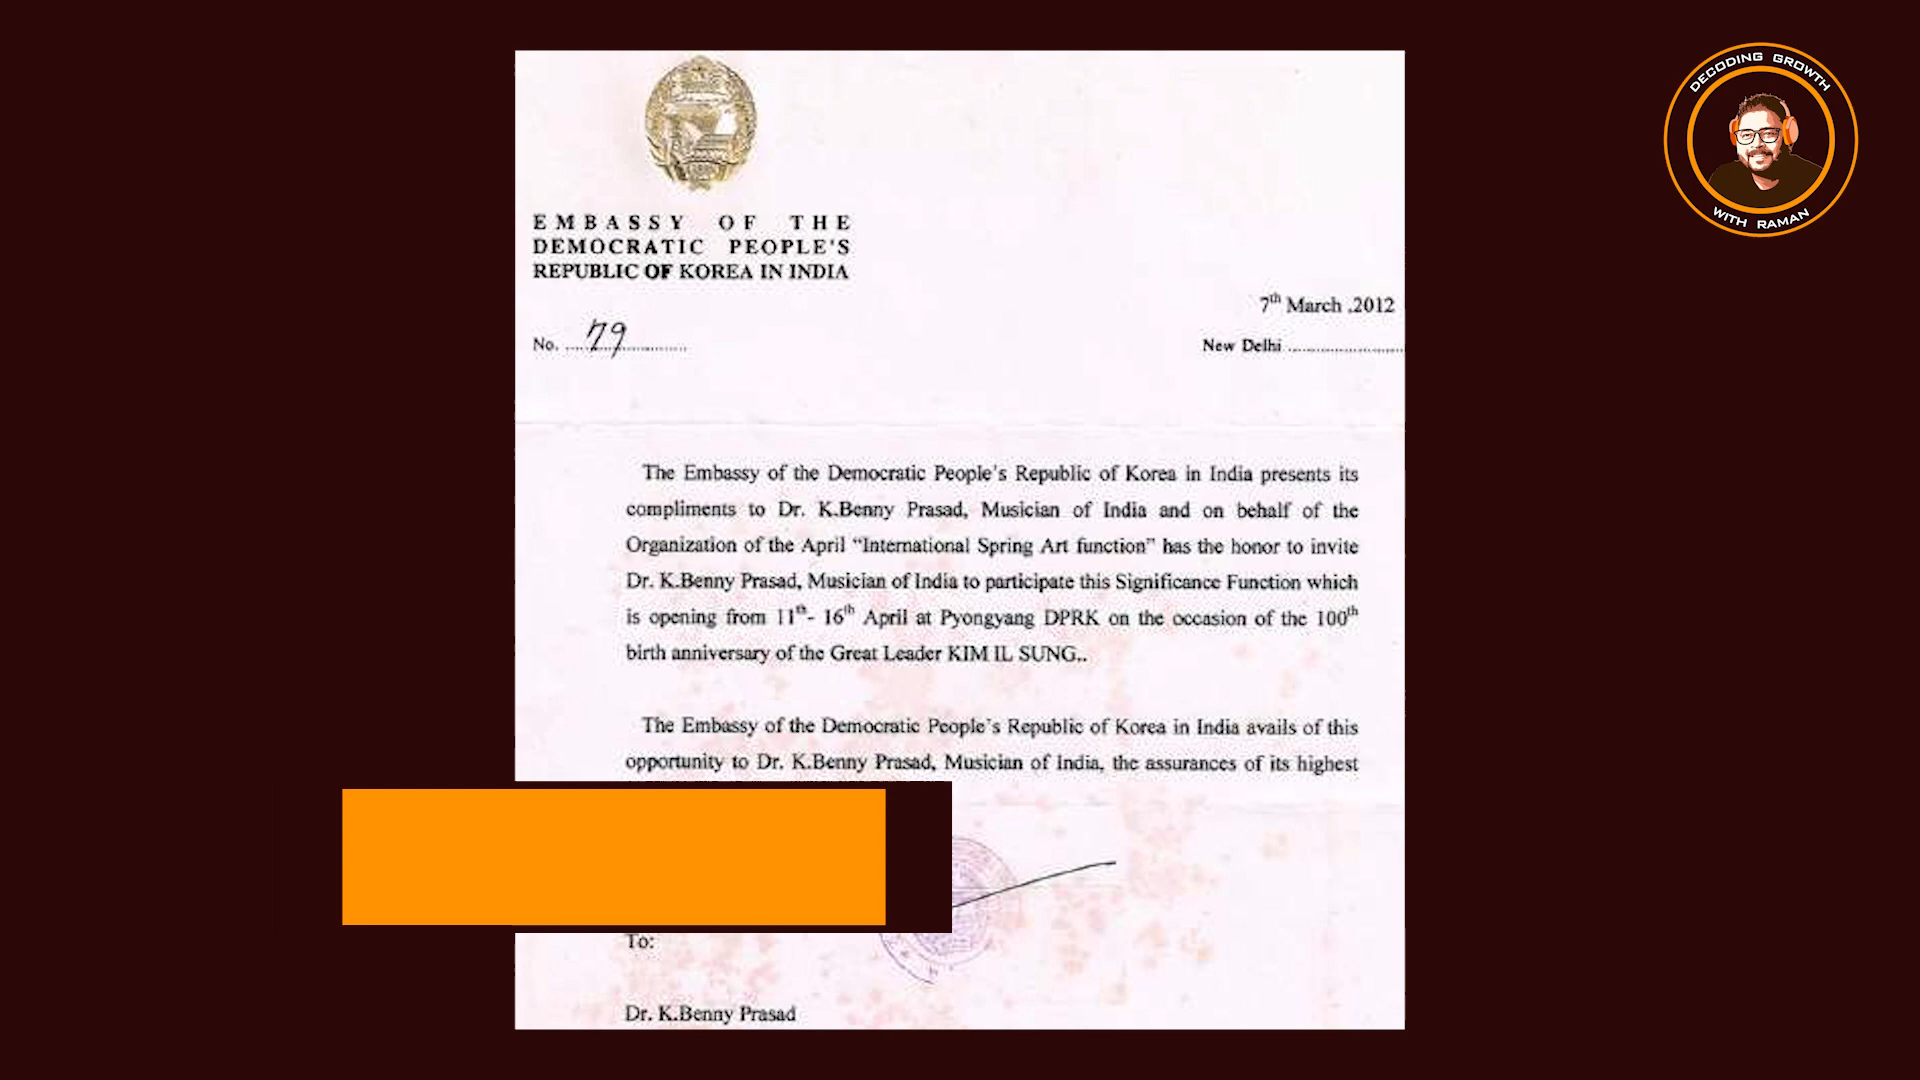 DECODING GROWTH
WITH RAMAN
EMBASSY OF THE
DEMOCRATIC PEOPLE'S
REPUBLIC OF KOREA IN INDIA
7th March .2012
No. ...79...............
New Delhi ..............................
The Embassy of the Democratic People's Republic of Korea in India presents its
compliments to Dr. K.Benny Prasad, Musician of India and on behalf of the
Organization of the April "International Spring Art function" has the honor to invite
Dr. K.Benny Prasad, Musician of India to participate this Significance Function which
is opening from 11th- 16th April at Pyongyang DPRK on the occasion of the 100th
birth anniversary of the Great Leader KIM IL SUNG..
The Embassy of the Democratic People's Republic of Korea in India avails of this
opportunity to Dr. K.Benny Prasad, Musician of India, the assurances of its highest
To:
Dr. K.Benny Prasad